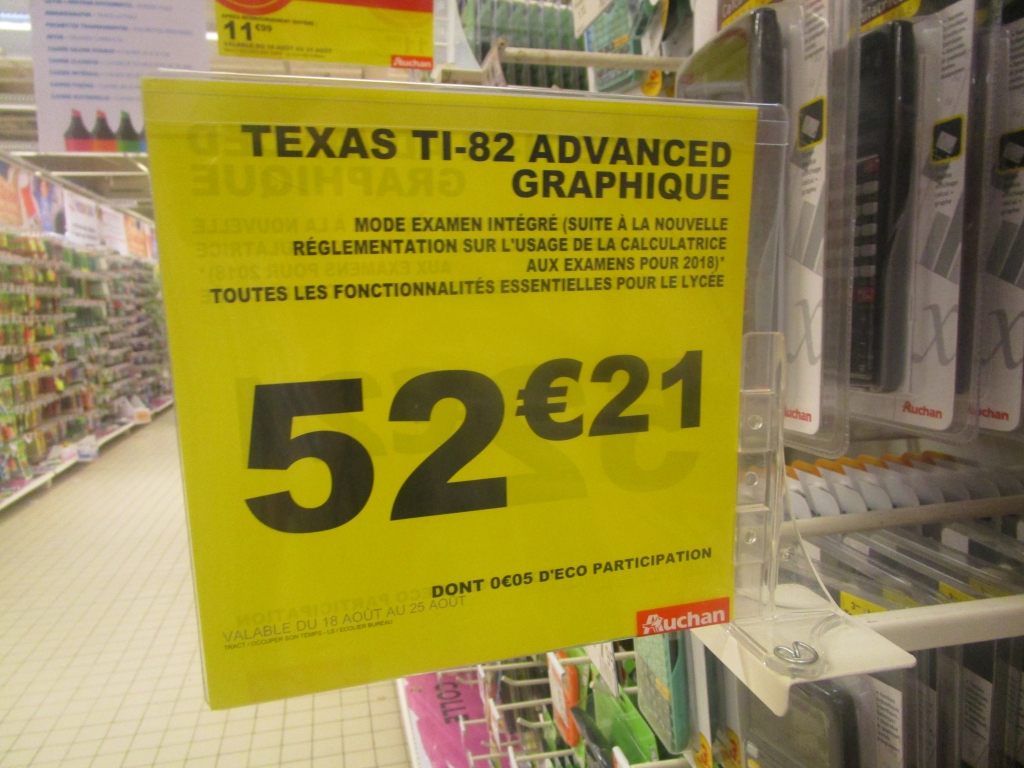 11€99
Auchan
TEXAS TI-82 ADVANCED
GRAPHIQUE
MODE EXAMEN INTÉGRÉ (SUITE À LA NOUVELLE
RÉGLEMENTATION SUR L'USAGE DE LA CALCULATRICE
AUX EXAMENS POUR 2018)*
TOUTES LES FONCTIONNALITÉS ESSENTIELLES POUR LE LYCÉE
52€21
DONT 0€05 D'ECO PARTICIPATION
VALABLE DU 18 AOÛT AU 25 AOÛT
Auchan
Auchan
COLLE